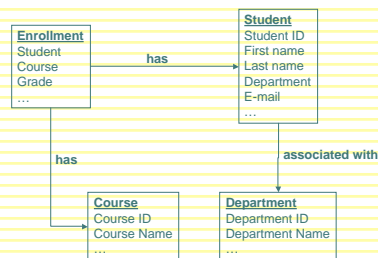 Enrollment
Student
Course
Grade
…
has
Student
Student ID
First name
Last name
Department
E-mail
…
has
associated with
Course
Course ID
Course Name
…
Department
Department ID
Department Name
…